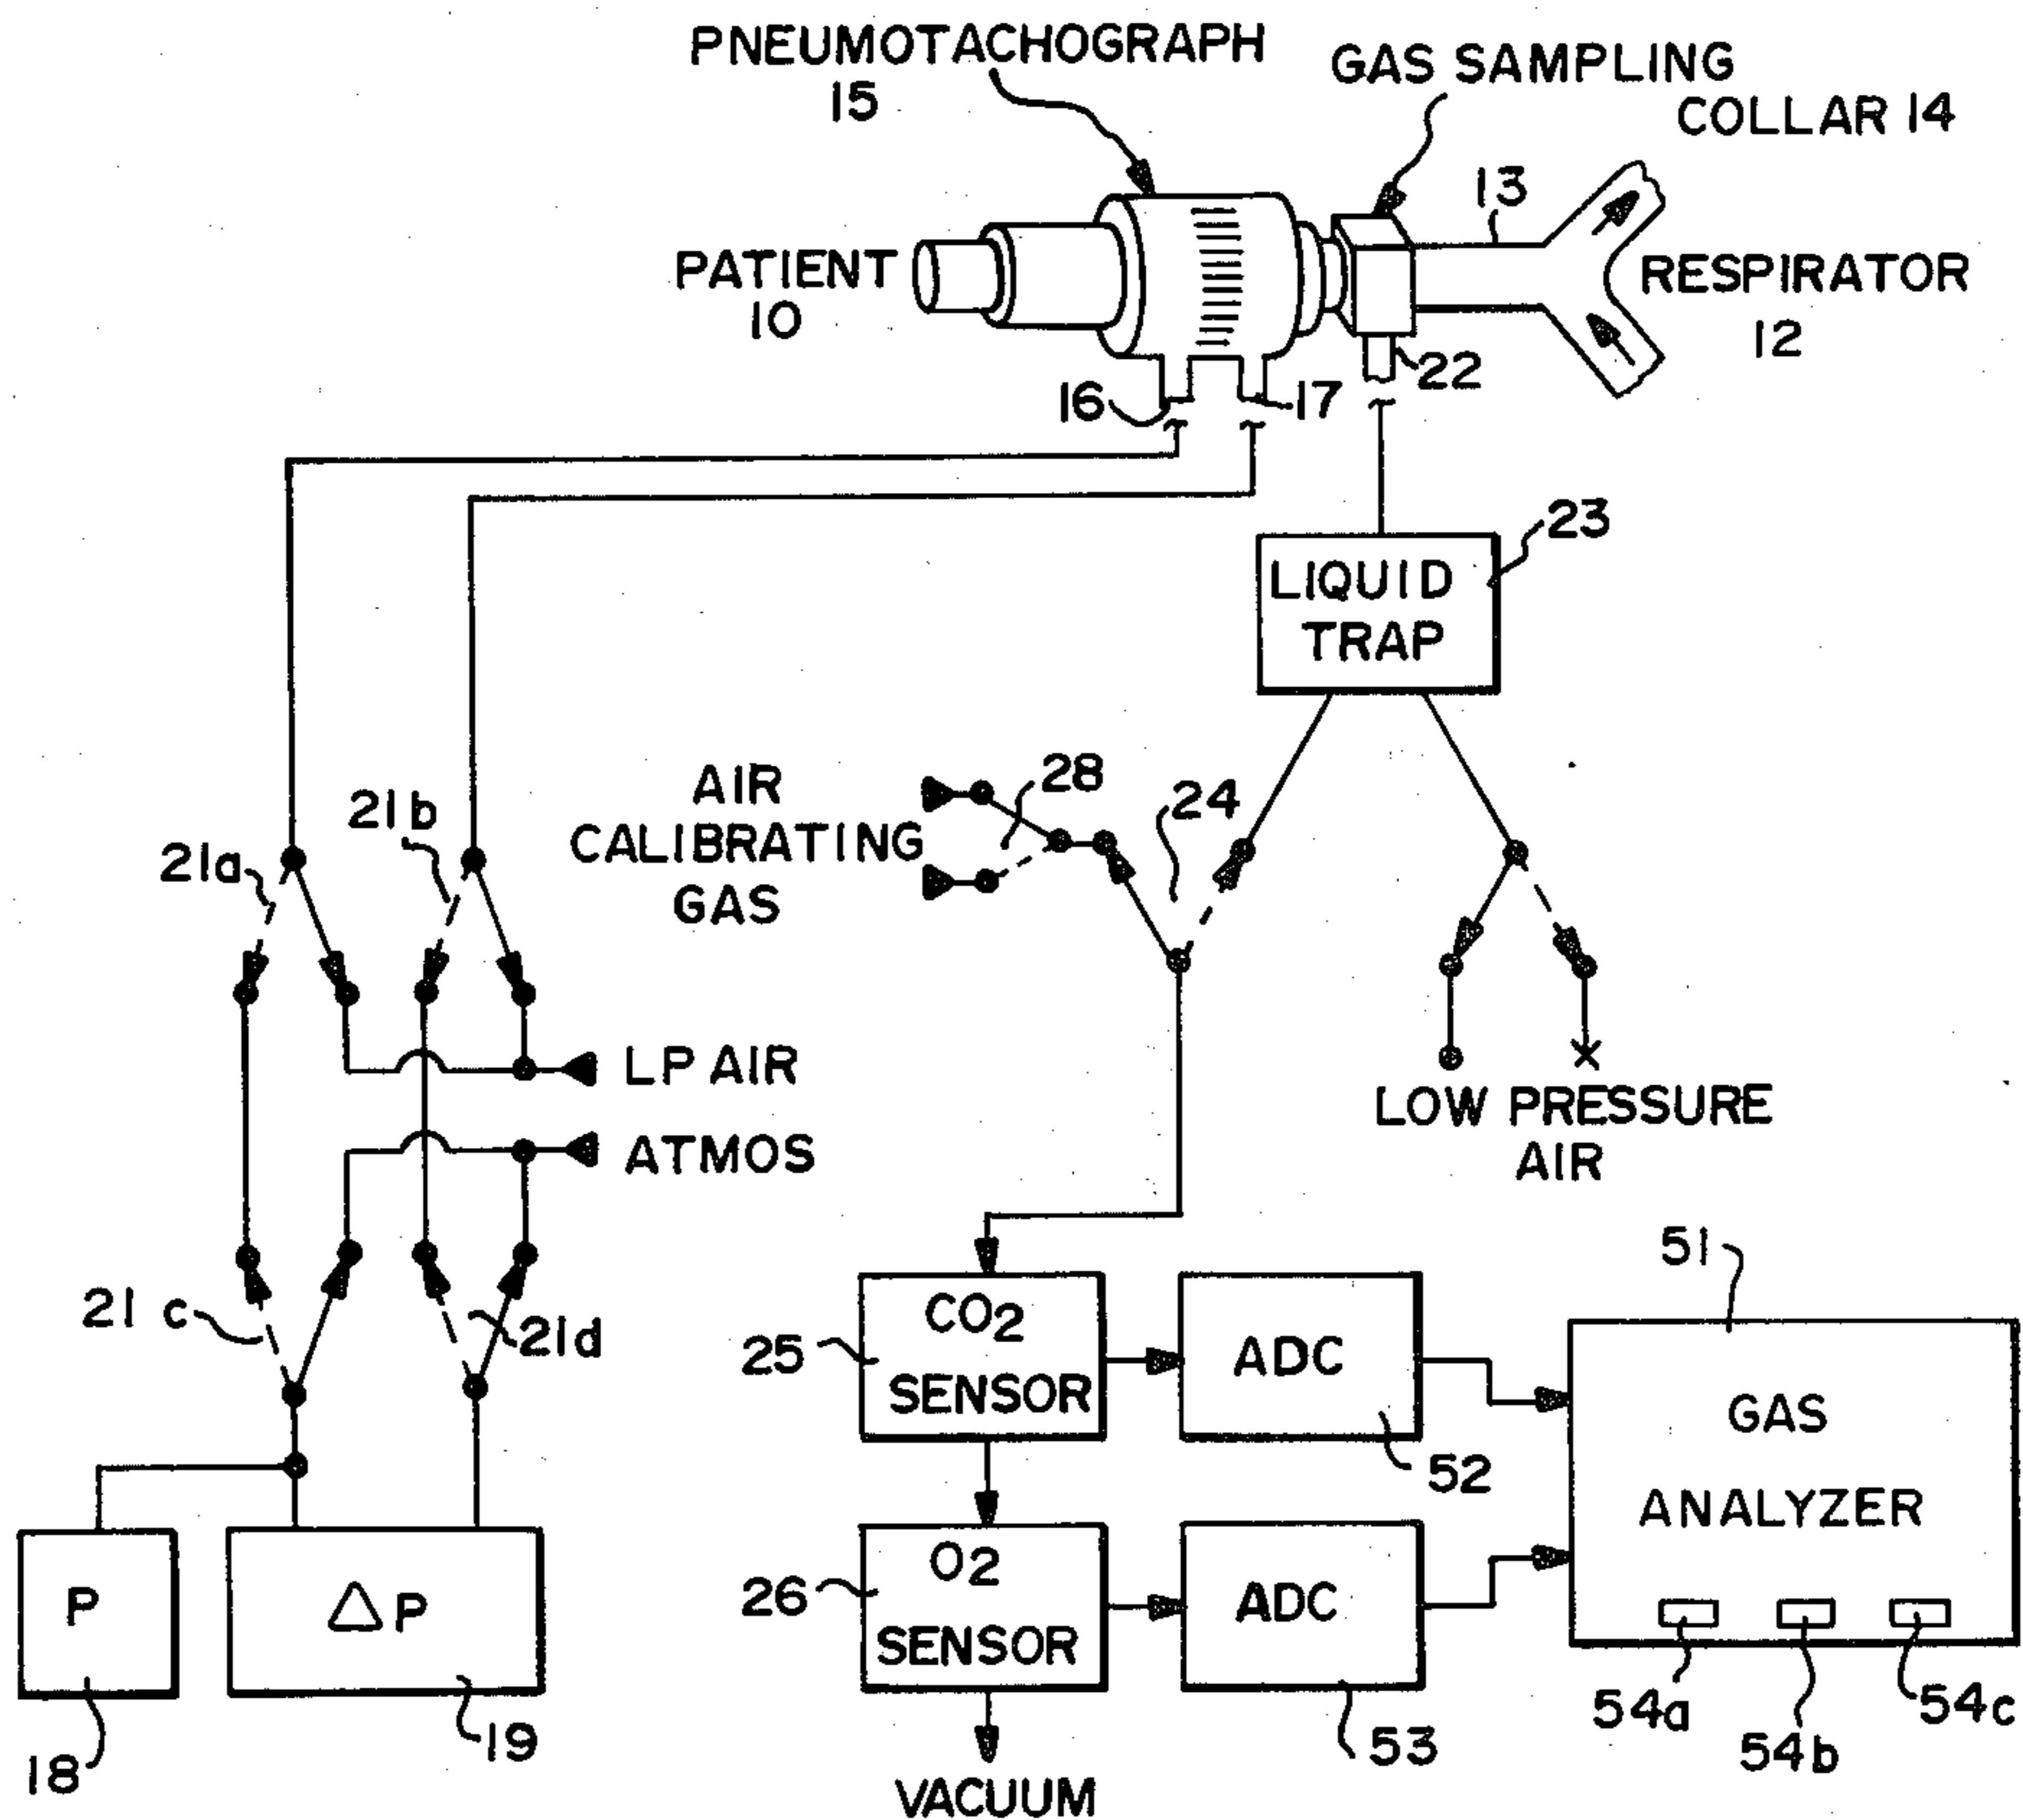 PNEUMOTACHOGRAPH
15
GAS SAMPLING
COLLAR 14
13
PATIENT
10
RESPIRATOR
12
22
16
17
23
LIQUID
TRAP
AIR
CALIBRATING
GAS
28
24
21a
21b
LP AIR
ATMOS
LOW PRESSURE
AIR
21 c
21d
51
25
CO2
SENSOR
ADC
52
GAS
ANALYZER
P
18
△P
19
26
O2
SENSOR
ADC
53
54a
54b
54c
VACUUM